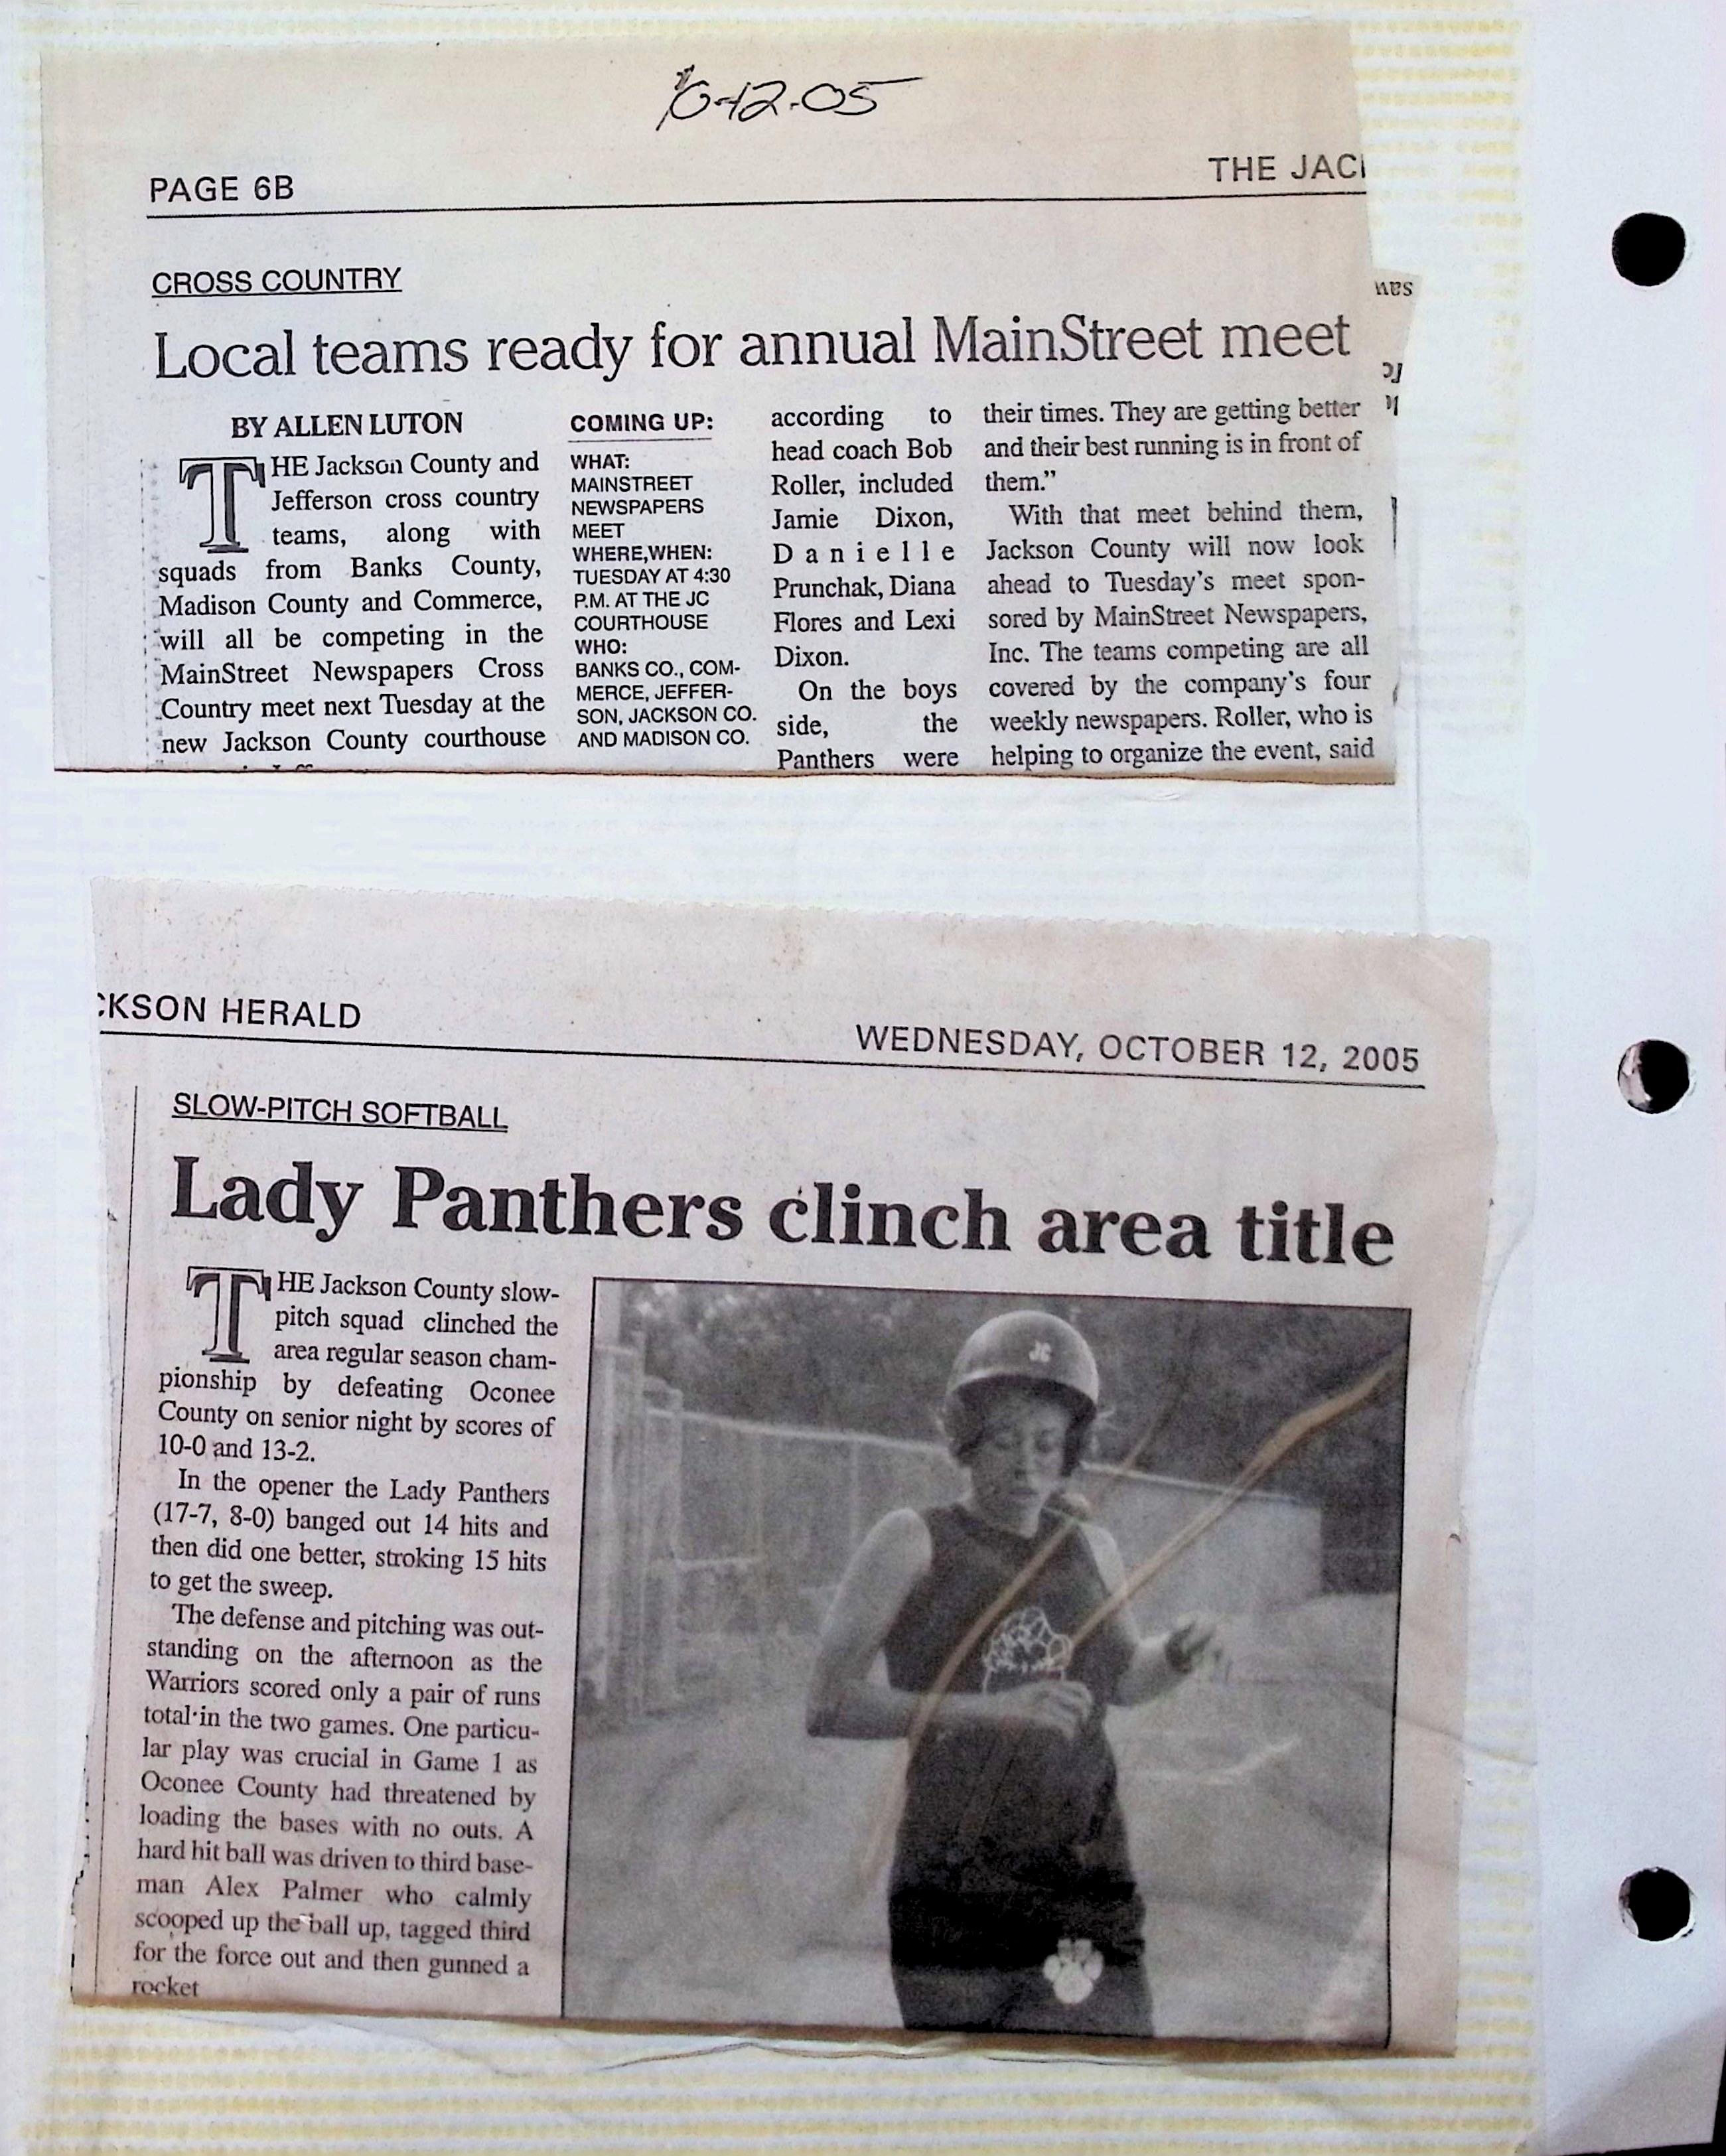 10-12-05
PAGE 6B
THE JAC
CROSS COUNTRY
Local teams ready for annual MainStreet meet
BY ALLEN LUTON
THE Jackson County and
Jefferson cross country
teams, along with
squads from Banks County,
Madison County and Commerce,
will all be competing in the
MainStreet Newspapers Cross
Country meet next Tuesday at the
new Jackson County courthouse
COMING UP:
WHAT:
MAINSTREET
NEWSPAPERS
MEET
WHERE,WHEN:
TUESDAY AT 4:30
P.M. AT THE JC
COURTHOUSE
WHO:
BANKS CO., COM-
MERCE, JEFFER-
SON, JACKSON CO.
AND MADISON CO.
according to
head coach Bob
Roller, included
Jamie Dixon,
Danielle
Prunchak, Diana
Flores and Lexi
Dixon.
On the boys
side, the
Panthers were
their times. They are getting better
and their best running is in front of
them.”
With that meet behind them,
Jackson County will now look
ahead to Tuesday's meet spon-
sored by MainStreet Newspapers,
Inc. The teams competing are all
covered by the company's four
weekly newspapers. Roller, who is
helping to organize the event, said
saw
CKSON HERALD
WEDNESDAY, OCTOBER 12, 2005
SLOW-PITCH SOFTBALL
Lady Panthers clinch area title
THE Jackson County slow-
pitch squad clinched the
area regular season cham-
pionship by defeating Oconee
County on senior night by scores of
10-0 and 13-2.
In the opener the Lady Panthers
(17-7, 8-0) banged out 14 hits and
then did one better, stroking 15 hits
to get the sweep.
The defense and pitching was out-
standing on the afternoon as the
Warriors scored only a pair of runs
total in the two games. One particu-
lar play was crucial in Game 1 as
Oconee County had threatened by
loading the bases with no outs. A
hard hit ball was driven to third base-
man Alex Palmer who calmly
scooped up the ball up, tagged third
for the force out and then gunned a
rocket
JC